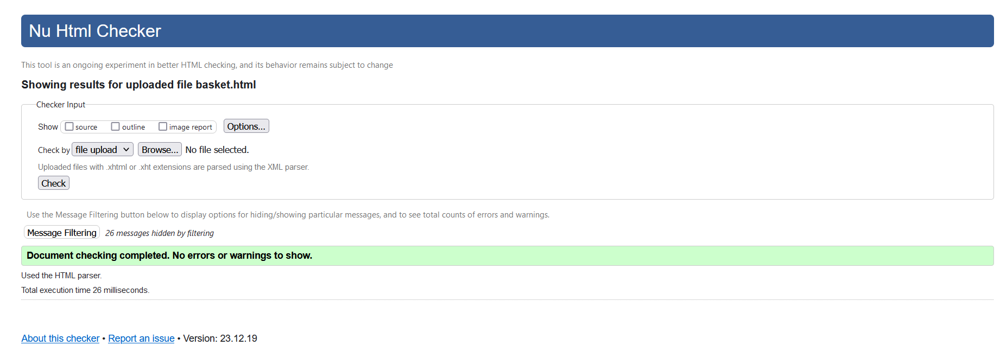 Nu Html Checker
This tool is an ongoing experiment in better HTML checking, and its behavior remains subject to change
Showing results for uploaded file basket.html
Checker Input
Show source outline image report Options...
Check by file upload Browse... No file selected.
Uploaded files with .xhtml or .xht extensions are parsed using the XML parser.
Check
Use the Message Filtering button below to display options for hiding/showing particular messages, and to see total counts of errors and warnings.
Message Filtering 26 messages hidden by filtering
Document checking completed. No errors or warnings to show.
Used the HTML parser.
Total execution time 26 milliseconds.
About this checker • Report an issue • Version: 23.12.19